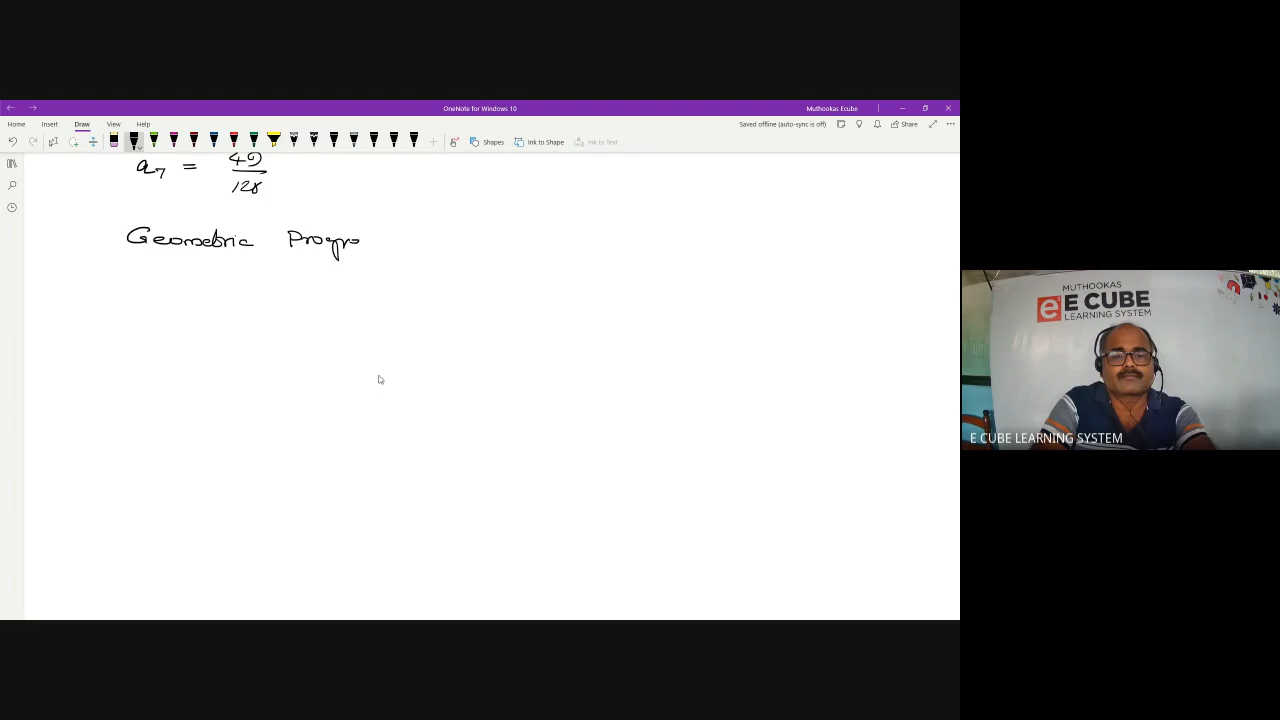 OneNote for Windows 10
Muthookas Ecube
Home Insert Draw View Help
Saved offline (auto-sync is off)
Share
Shapes
Ink to Shape
Ink to Text
a7 = 49/128
Geometric Progre
MUTHOOKAS
e E CUBE
LEARNING SYSTEM
E CUBE LEARNING SYSTEM